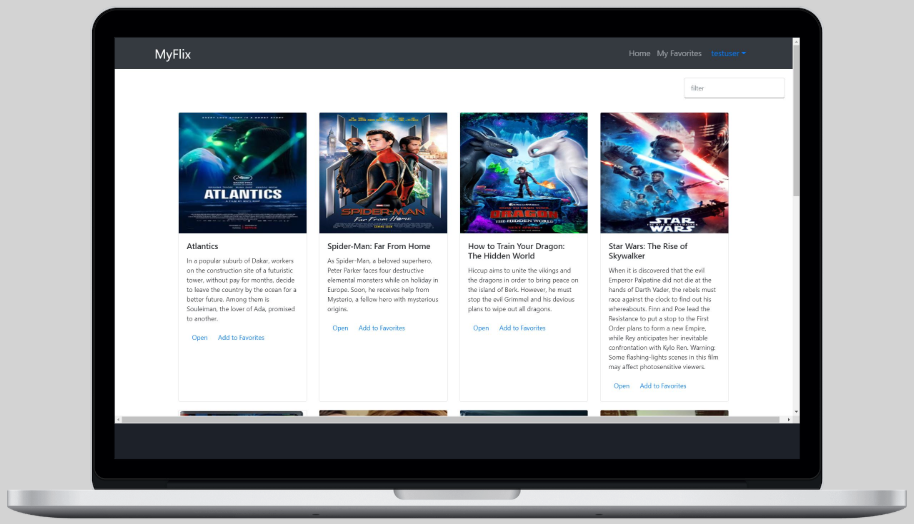 MyFlix
Home My Favorites testuser
filter
ATLANTICS
SPIDER-MAN
Far From Home
DRAGON
THE HIDDEN WORLD
STAR
WARS
Atlantics
In a popular suburb of Dakar, workers
on the construction site of a futuristic
tower, without pay for months, decide
to leave the country by the ocean for a
better future. Among them is
Souleiman, the lover of Ada, promised
to another.
Open Add to Favorites
Spider-Man: Far From Home
As Spider-Man, a beloved superhero,
Peter Parker faces four destructive
elemental monsters while on holiday in
Europe. Soon, he receives help from
Mysterio, a fellow hero with mysterious
origins.
Open Add to Favorites
How to Train Your Dragon:
The Hidden World
Hiccup aims to unite the vikings and
the dragons in order to bring peace on
the island of Berk. However, he must
stop the evil Grimmel and his devious
plans to wipe out all dragons.
Open Add to Favorites
Star Wars: The Rise of
Skywalker
When it is discovered that the evil
Emperor Palpatine did not die at the
hands of Darth Vader, the rebels must
race against the clock to find out his
whereabouts. Finn and Poe lead the
Resistance to put a stop to the First
Order plans to form a new Empire,
while Rey anticipates her inevitable
confrontation with Kylo Ren. Warning:
Some flashing-lights scenes in this film
may affect photosensitive viewers.
Open Add to Favorites